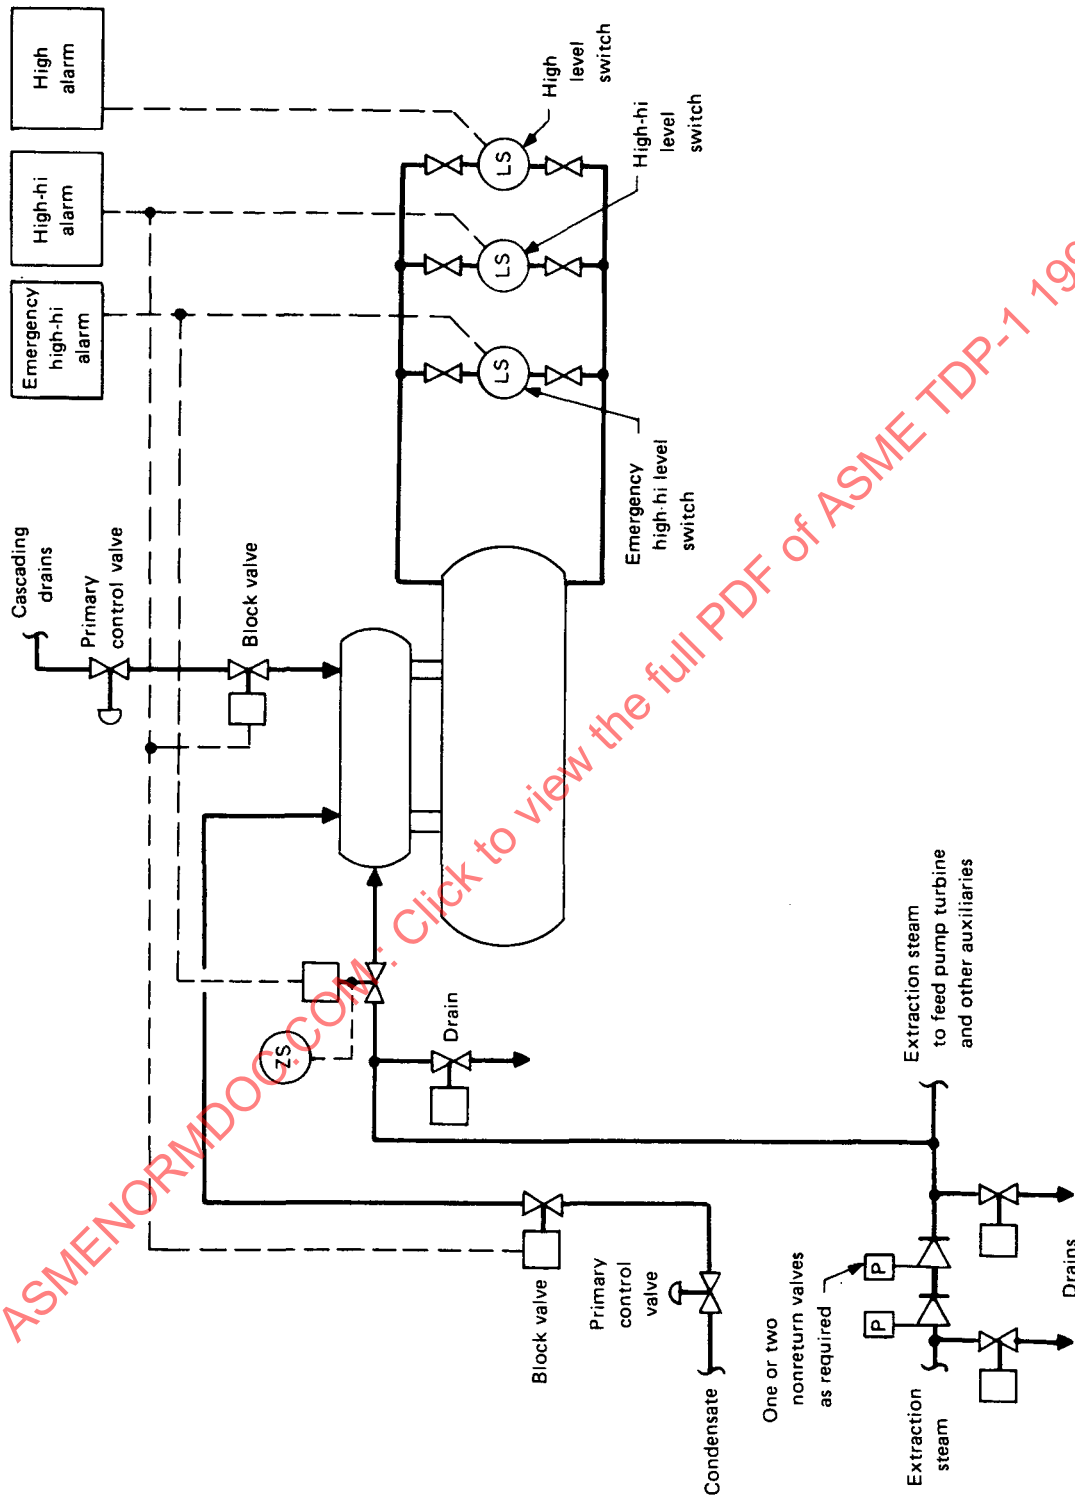 High
alarm
High-hi
alarm
Emergency
high-hi
alarm
LS
High
level
switch
LS
High-hi
level
switch
LS
Emergency
high-hi level
switch
Cascading
drains
Primary
control valve
Block valve
ZS
Drain
Block valve
Primary
control
valve
Condensate
One or two
nonreturn valves
as required
P
P
Extraction
steam
Extraction steam
to feed pump turbine
and other auxiliaries
Drains
ASMENORMDOC.COM : Click to view the full PDF of ASME TDP-1 199